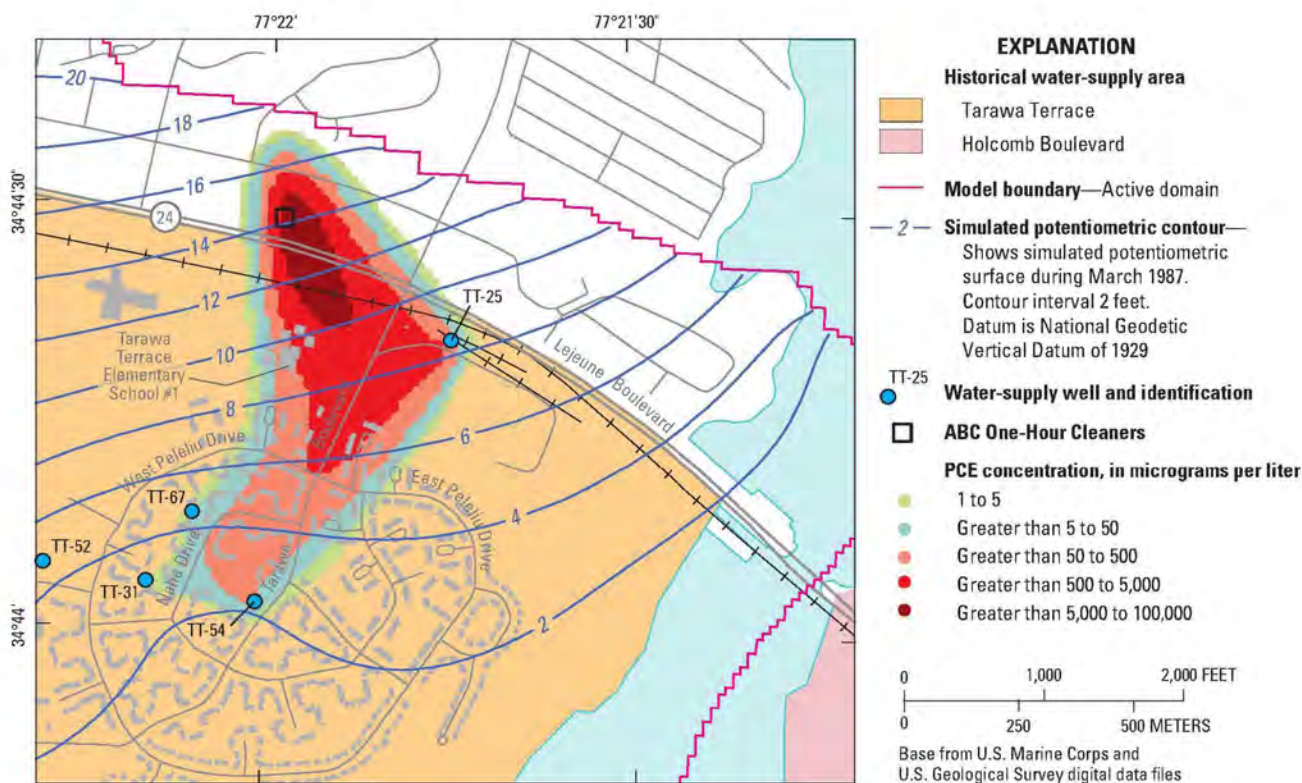 77°22'
77°21'30"
34°44'30"
34°44'
20
18
16
14
12
10
8
6
4
2
24
TT-25
Tarawa
Terrace
Elementary
School #1
Lejeune Boulevard
Boulevard
West Peleliu Drive
East Peleliu Drive
TT-67
TT-52
TT-31
Naha Drive
Tarawa
TT-54
EXPLANATION
Historical water-supply area
Tarawa Terrace
Holcomb Boulevard
Model boundary—Active domain
2 Simulated potentiometric contour—
Shows simulated potentiometric
surface during March 1987.
Contour interval 2 feet.
Datum is National Geodetic
Vertical Datum of 1929
TT-25
Water-supply well and identification
ABC One-Hour Cleaners
PCE concentration, in micrograms per liter
1 to 5
Greater than 5 to 50
Greater than 50 to 500
Greater than 500 to 5,000
Greater than 5,000 to 100,000
0 1,000 2,000 FEET
0 250 500 METERS
Base from U.S. Marine Corps and
U.S. Geological Survey digital data files